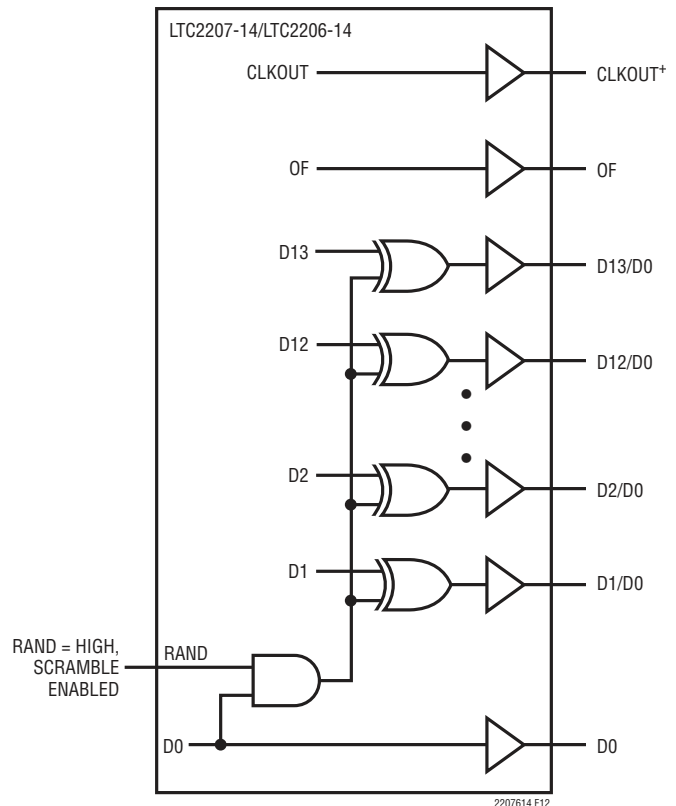 LTC2207-14/LTC2206-14
CLKOUT
CLKOUT+
OF
OF
D13
D13/D0
D12
D12/D0
D2
D2/D0
D1
D1/D0
RAND = HIGH,
SCRAMBLE
ENABLED
RAND
D0
D0
2207614 F12